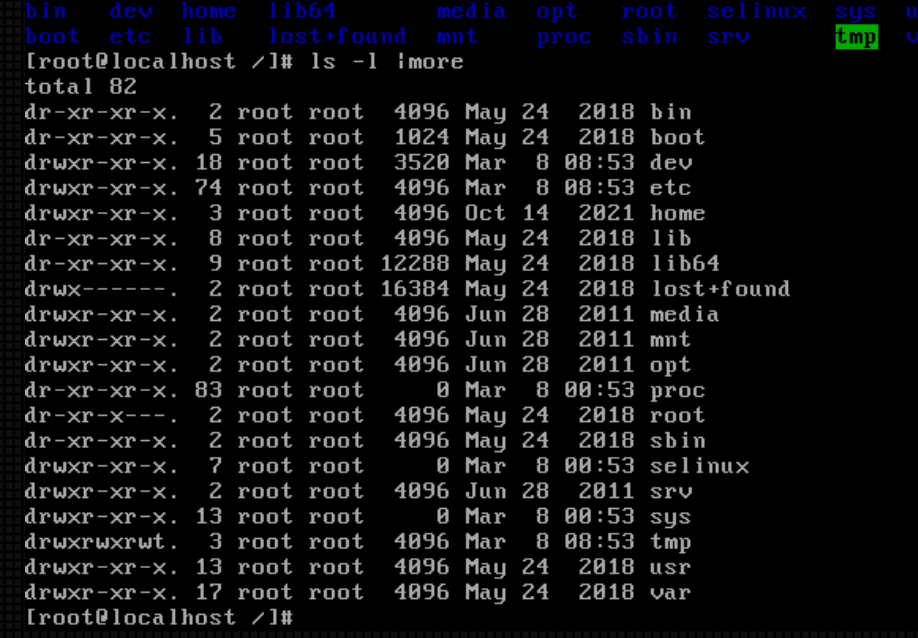 bin dev home lib64 media opt root selinux sys
boot etc lib lost+found mnt proc sbin srv tmp
[root@localhost /]# ls -l |more
total 82
dr-xr-xr-x.  2 root root  4096 May 24  2018 bin
dr-xr-xr-x.  5 root root  1024 May 24  2018 boot
drwxr-xr-x. 18 root root  3520 Mar  8 08:53 dev
drwxr-xr-x. 74 root root  4096 Mar  8 08:53 etc
drwxr-xr-x.  3 root root  4096 Oct 14  2021 home
dr-xr-xr-x.  8 root root  4096 May 24  2018 lib
dr-xr-xr-x.  9 root root 12288 May 24  2018 lib64
drwx------.  2 root root 16384 May 24  2018 lost+found
drwxr-xr-x.  2 root root  4096 Jun 28  2011 media
drwxr-xr-x.  2 root root  4096 Jun 28  2011 mnt
drwxr-xr-x.  2 root root  4096 Jun 28  2011 opt
dr-xr-xr-x. 83 root root     0 Mar  8 00:53 proc
dr-xr-x---.  2 root root  4096 May 24  2018 root
dr-xr-xr-x.  2 root root  4096 May 24  2018 sbin
drwxr-xr-x.  7 root root     0 Mar  8 00:53 selinux
drwxr-xr-x.  2 root root  4096 Jun 28  2011 srv
drwxr-xr-x. 13 root root     0 Mar  8 00:53 sys
drwxrwxrwt.  3 root root  4096 Mar  8 08:53 tmp
drwxr-xr-x. 13 root root  4096 May 24  2018 usr
drwxr-xr-x. 17 root root  4096 May 24  2018 var
[root@localhost /]#